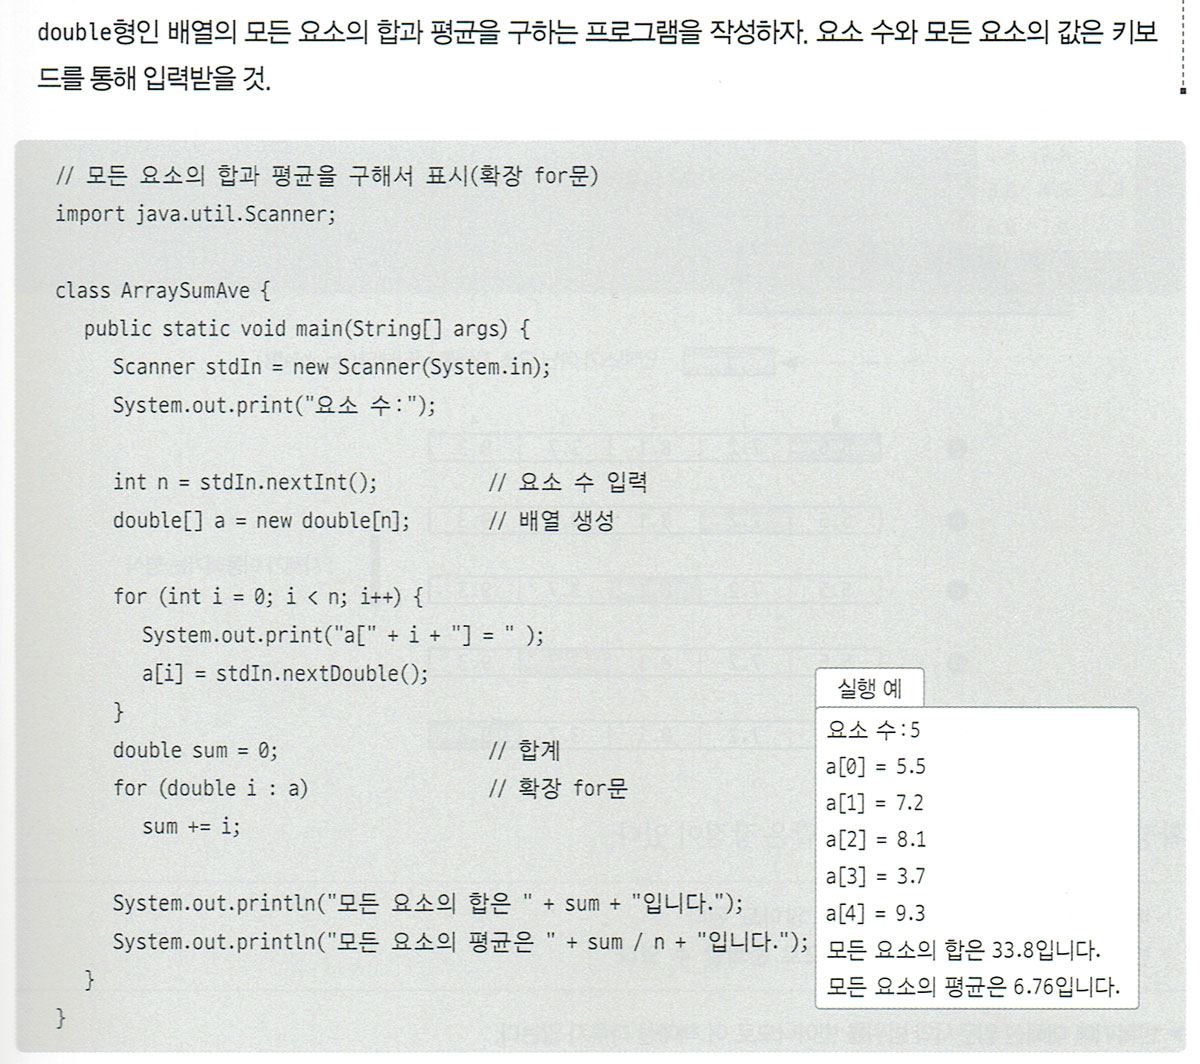 double형인 배열의 모든 요소의 합과 평균을 구하는 프로그램을 작성하자. 요소 수와 모든 요소의 값은 키보
드를 통해 입력받을 것.
// 모든 요소의 합과 평균을 구해서 표시(확장 for문)
import java.util.Scanner;
class ArraySumAve {
public static void main(String[] args) {
Scanner stdIn = new Scanner(System.in);
System.out.print("요소 수:");
int n = stdIn.nextInt(); // 요소 수 입력
double[] a = new double[n]; // 배열 생성
for (int i = 0; i < n; i++) {
System.out.print("a[" + i + "] = " );
a[i] = stdIn.nextDouble();
}
double sum = 0; // 합계
for (double i : a) // 확장 for문
sum += i;
System.out.println("모든 요소의 합은 " + sum + "입니다.");
System.out.println("모든 요소의 평균은 " + sum / n + "입니다.");
}
}
실행 예
요소 수:5
a[0] = 5.5
a[1] = 7.2
a[2] = 8.1
a[3] = 3.7
a[4] = 9.3
모든 요소의 합은 33.8입니다.
모든 요소의 평균은 6.76입니다.